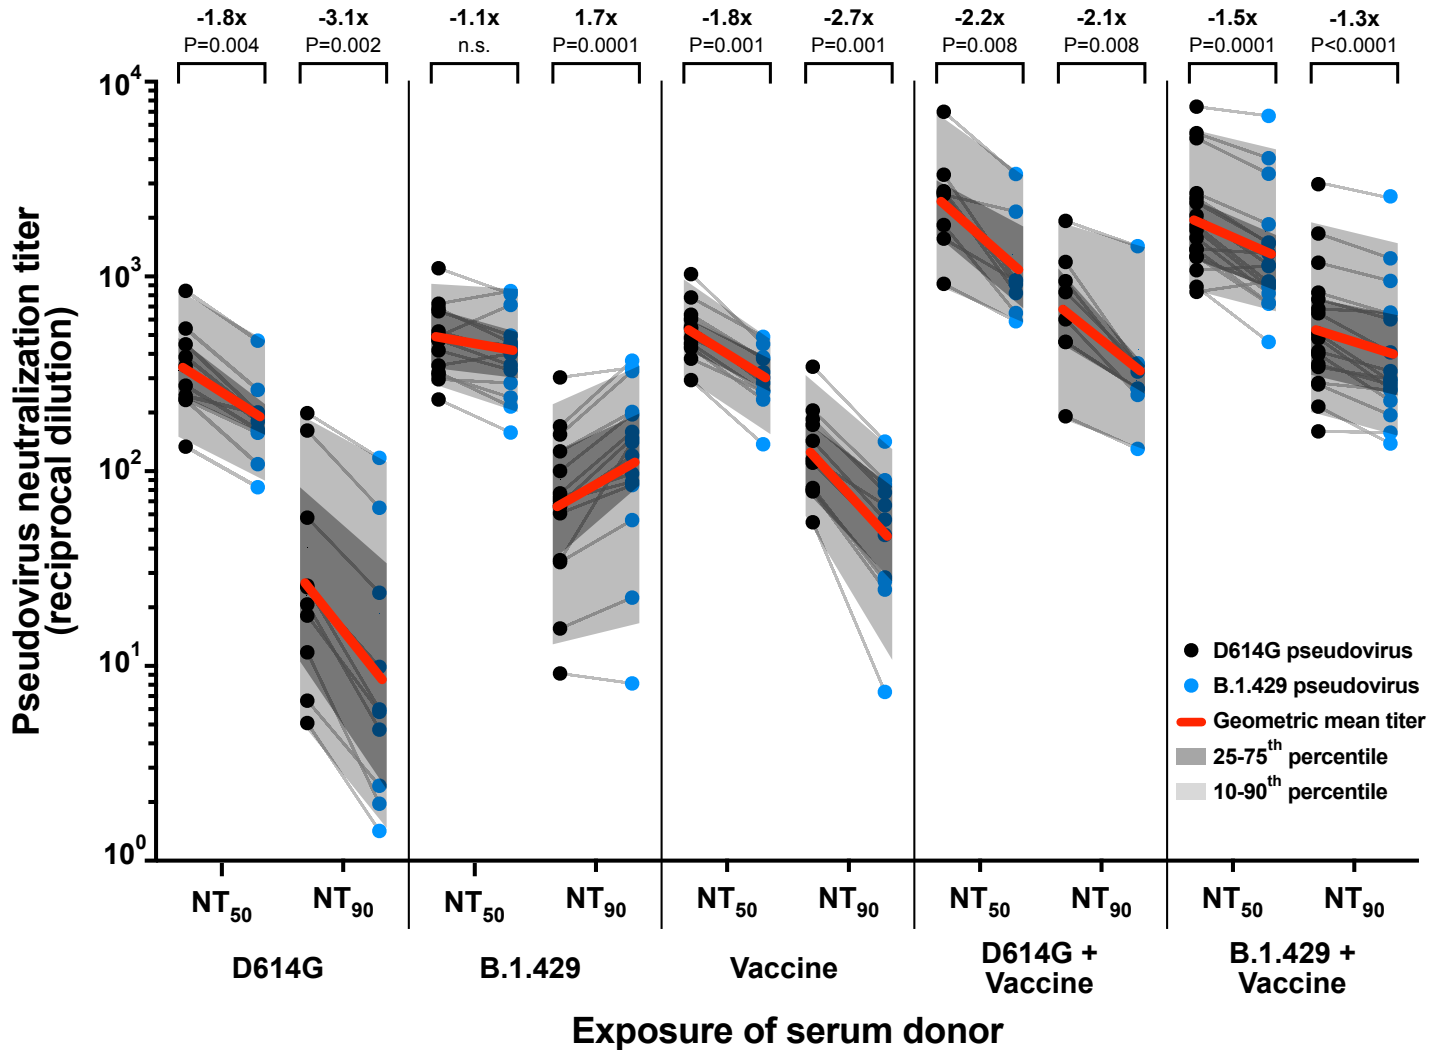 -1.8x -3.1x -1.1x 1.7x -1.8x -2.7x -2.2x -2.1x -1.5x -1.3x
P=0.004 P=0.002 n.s. P=0.0001 P=0.001 P=0.001 P=0.008 P=0.008 P=0.0001 P<0.0001
Pseudovirus neutralization titer
(reciprocal dilution)
10⁴
10³
10²
10¹
10⁰
D614G pseudovirus
B.1.429 pseudovirus
Geometric mean titer
25-75th percentile
10-90th percentile
NT₅₀ NT₉₀ NT₅₀ NT₉₀ NT₅₀ NT₉₀ NT₅₀ NT₉₀ NT₅₀ NT₉₀
D614G
B.1.429
Vaccine
D614G +
Vaccine
B.1.429 +
Vaccine
Exposure of serum donor